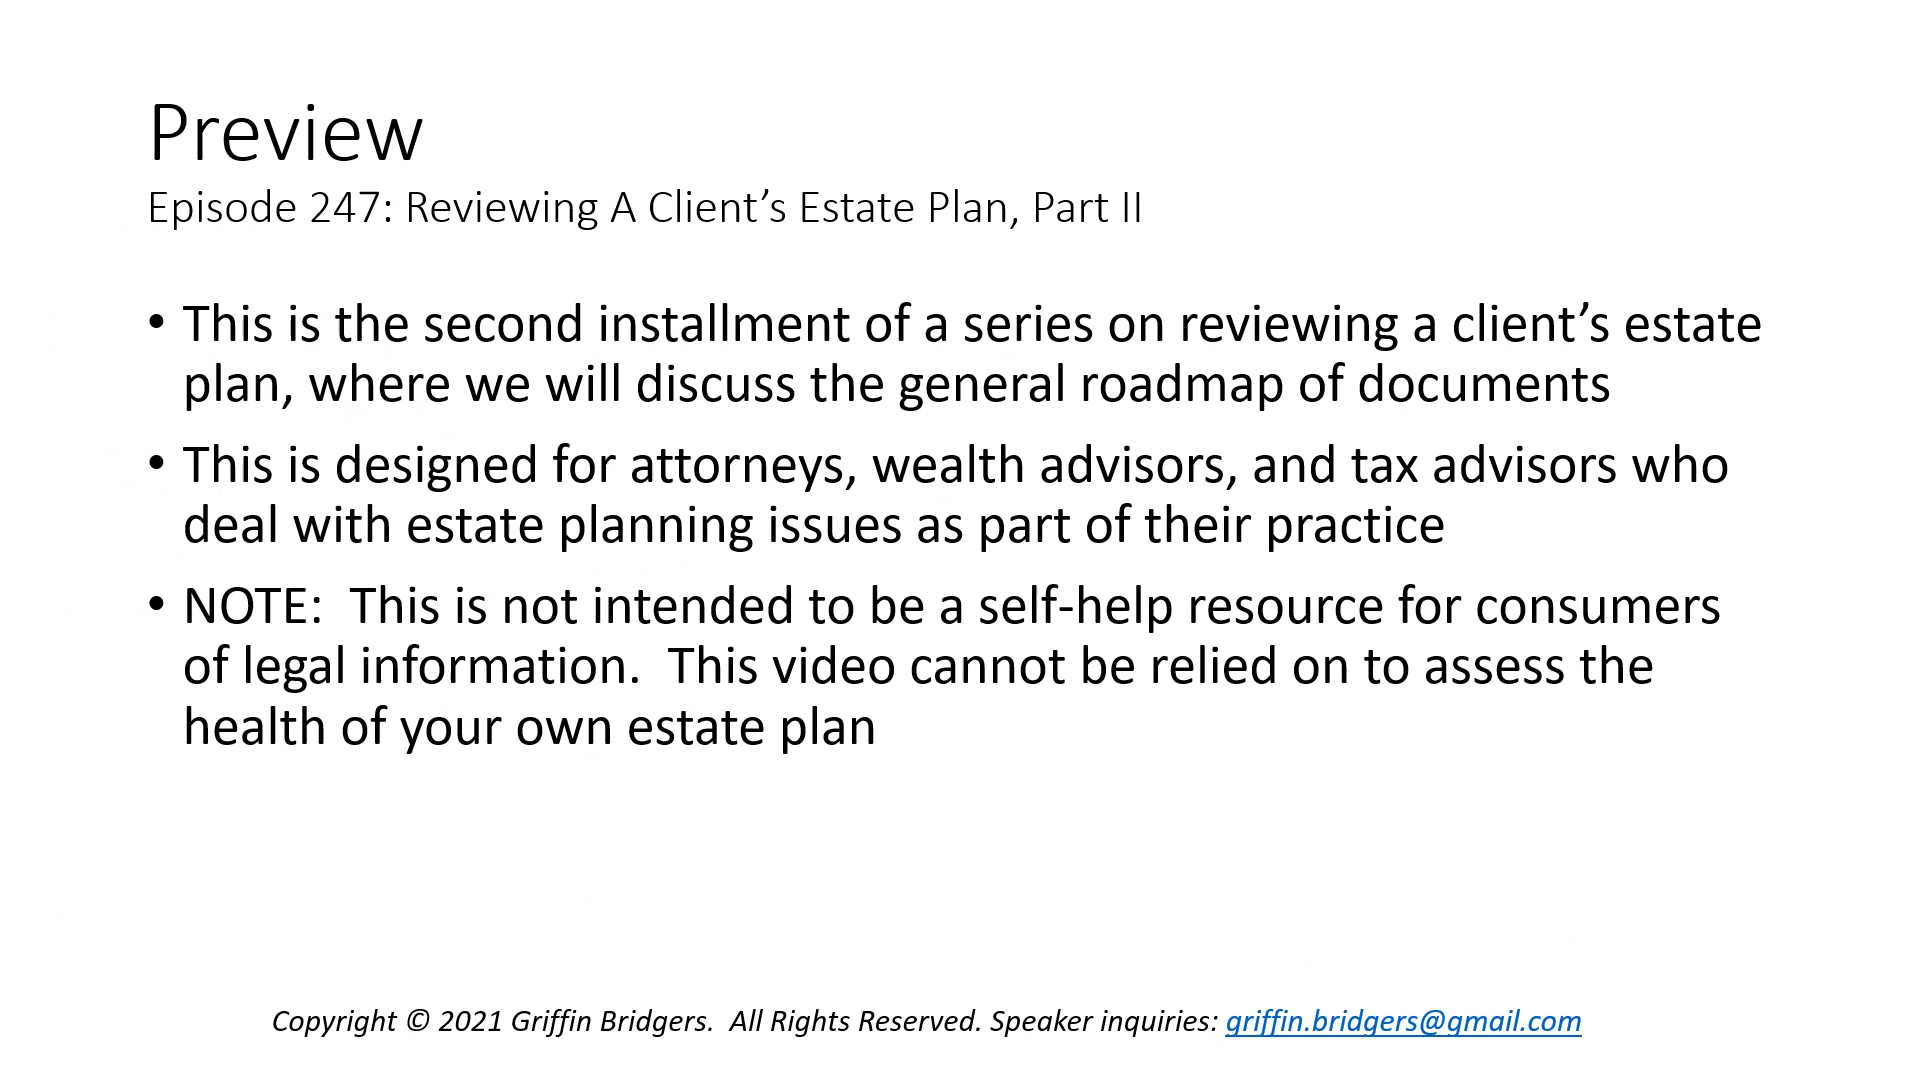 Preview
Episode 247: Reviewing A Client’s Estate Plan, Part II
• This is the second installment of a series on reviewing a client’s estate
plan, where we will discuss the general roadmap of documents
• This is designed for attorneys, wealth advisors, and tax advisors who
deal with estate planning issues as part of their practice
• NOTE:  This is not intended to be a self-help resource for consumers
of legal information.  This video cannot be relied on to assess the
health of your own estate plan
Copyright © 2021 Griffin Bridgers.  All Rights Reserved. Speaker inquiries: griffin.bridgers@gmail.com